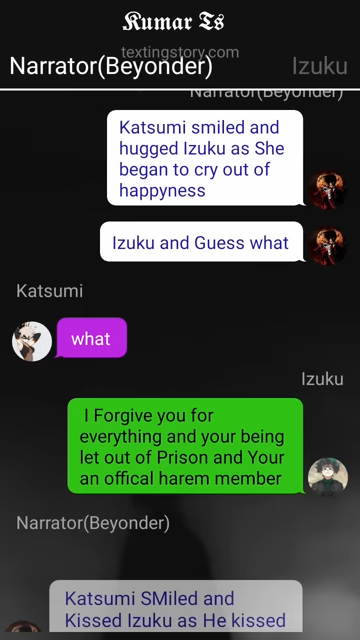 Kumar Ts
textingstory.com
Narrator(Beyonder) Izuku
Narrator(Beyonder)
Katsumi smiled and
hugged Izuku as She
began to cry out of
happyness
Izuku and Guess what
Katsumi
what
Izuku
I Forgive you for
everything and your being
let out of Prison and Your
an offical harem member
Narrator(Beyonder)
Katsumi SMiled and
Kissed Izuku as He kissed